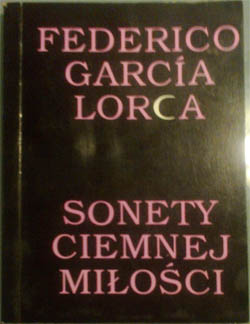 FEDERICO
GARCÍA
LORCA
SONETY
CIEMNEJ
MIŁOŚCI